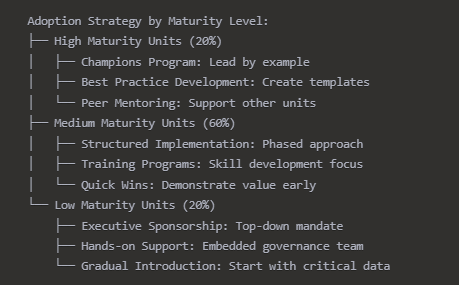 Adoption Strategy by Maturity Level:
├── High Maturity Units (20%)
│   ├── Champions Program: Lead by example
│   ├── Best Practice Development: Create templates
│   └── Peer Mentoring: Support other units
├── Medium Maturity Units (60%)
│   ├── Structured Implementation: Phased approach
│   ├── Training Programs: Skill development focus
│   └── Quick Wins: Demonstrate value early
└── Low Maturity Units (20%)
    ├── Executive Sponsorship: Top-down mandate
    ├── Hands-on Support: Embedded governance team
    └── Gradual Introduction: Start with critical data